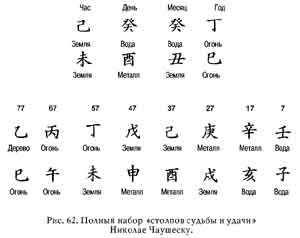 Час День Месяц Год
己 癸 癸 丁
Земля Вода Вода Огонь
未 酉 丑 巳
Земля Металл Земля Огонь
77 67 57 47 37 27 17 7
乙 丙 丁 戊 己 庚 辛 壬
Дерево Огонь Огонь Земля Земля Металл Металл Вода
巳 午 未 申 酉 戌 亥 子
Огонь Огонь Земля Металл Металл Земля Вода Вода
Рис. 62. Полный набор «столпов судьбы и удачи»
Николае Чаушеску.